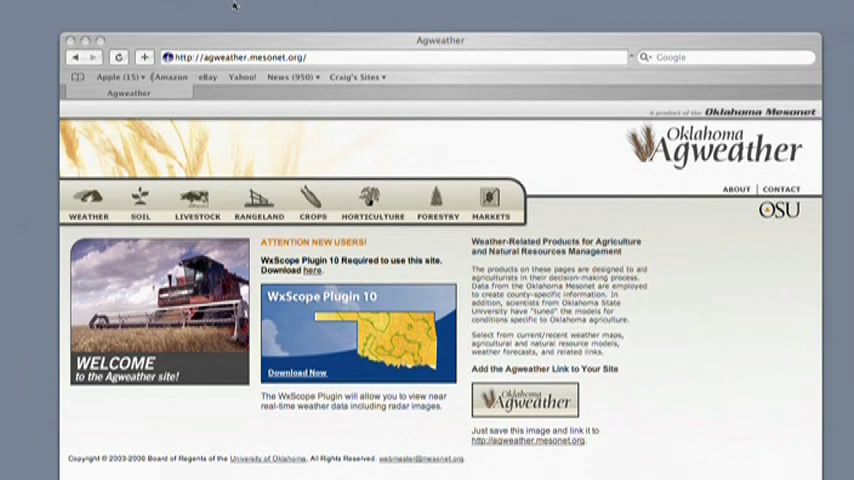 Agweather
http://agweather.mesonet.org/
Google
Apple (15) Amazon eBay Yahoo! News (950) Craig's Sites
Agweather
A product of the Oklahoma Mesonet
Oklahoma
Agweather
ABOUT | CONTACT
WEATHER SOIL LIVESTOCK RANGELAND CROPS HORTICULTURE FORESTRY MARKETS
OSU
WELCOME
to the Agweather site!
ATTENTION NEW USERS!
WxScope Plugin 10 Required to use this site.
Download here.
WxScope Plugin 10
Download Now
The WxScope Plugin will allow you to view near
real-time weather data including radar images.
Weather-Related Products for Agriculture
and Natural Resources Management
The products on these pages are designed to aid
agriculturists in their decision-making process.
Data from the Oklahoma Mesonet are employed
to create county-specific information. In
addition, scientists from Oklahoma State
University have "tuned" the models for
conditions specific to Oklahoma agriculture.
Select from current/recent weather maps,
agricultural and natural resource models,
weather forecasts, and related links.
Add the Agweather Link to Your Site
Oklahoma
Agweather
Just save this image and link it to
http://agweather.mesonet.org.
Copyright © 2003-2006 Board of Regents of the University of Oklahoma, All Rights Reserved. webmaster@mesonet.org.